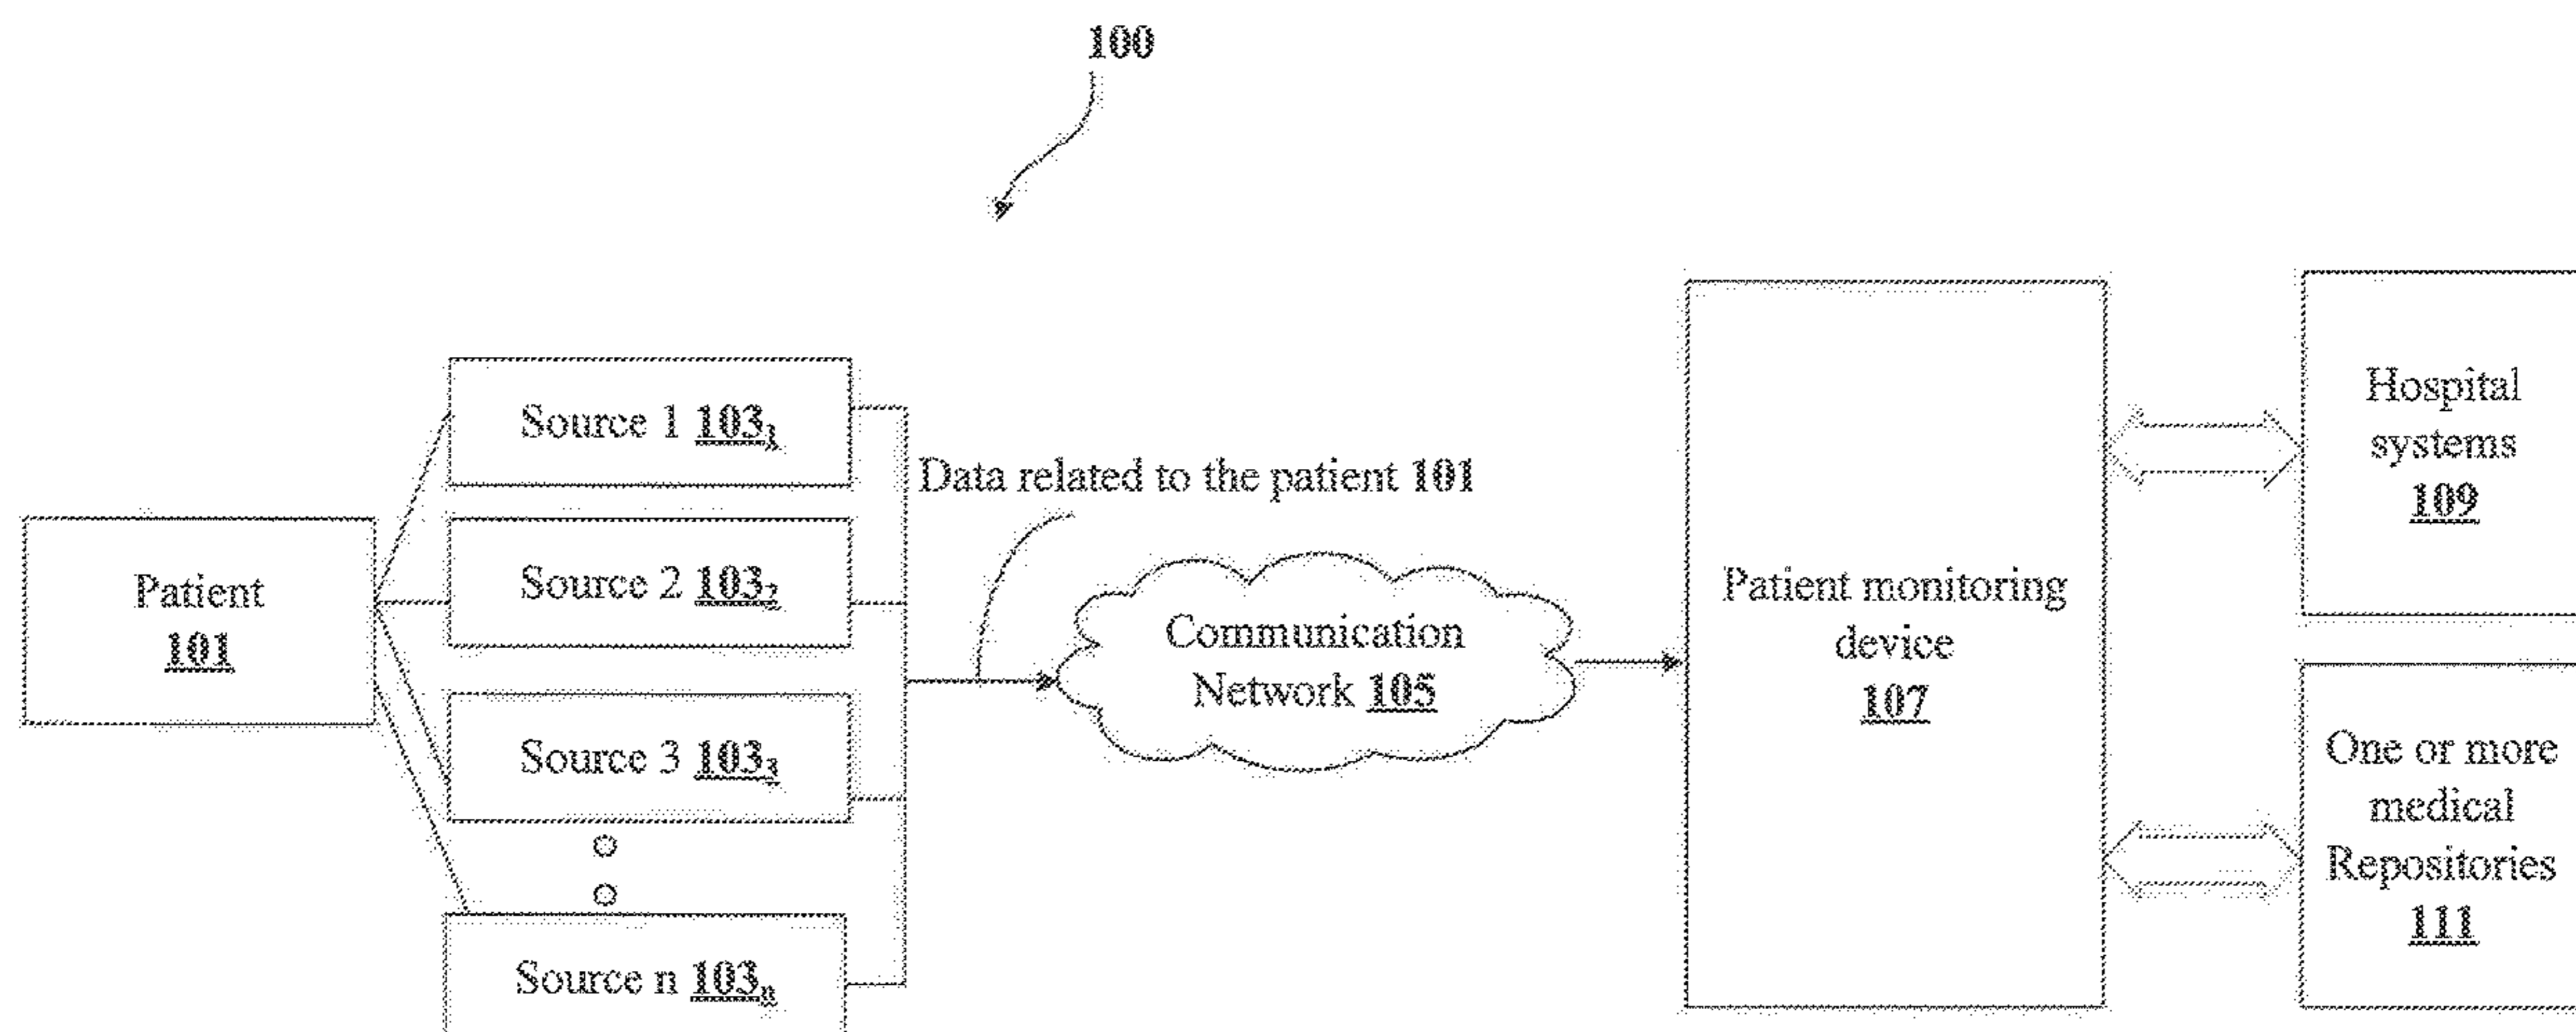 100
Source 1 103₁
Data related to the patient 101
Patient
101
Source 2 103₂
Source 3 103₃
Source n 103ₙ
Communication
Network 105
Patient monitoring
device
107
Hospital
systems
109
One or more
medical
Repositories
111